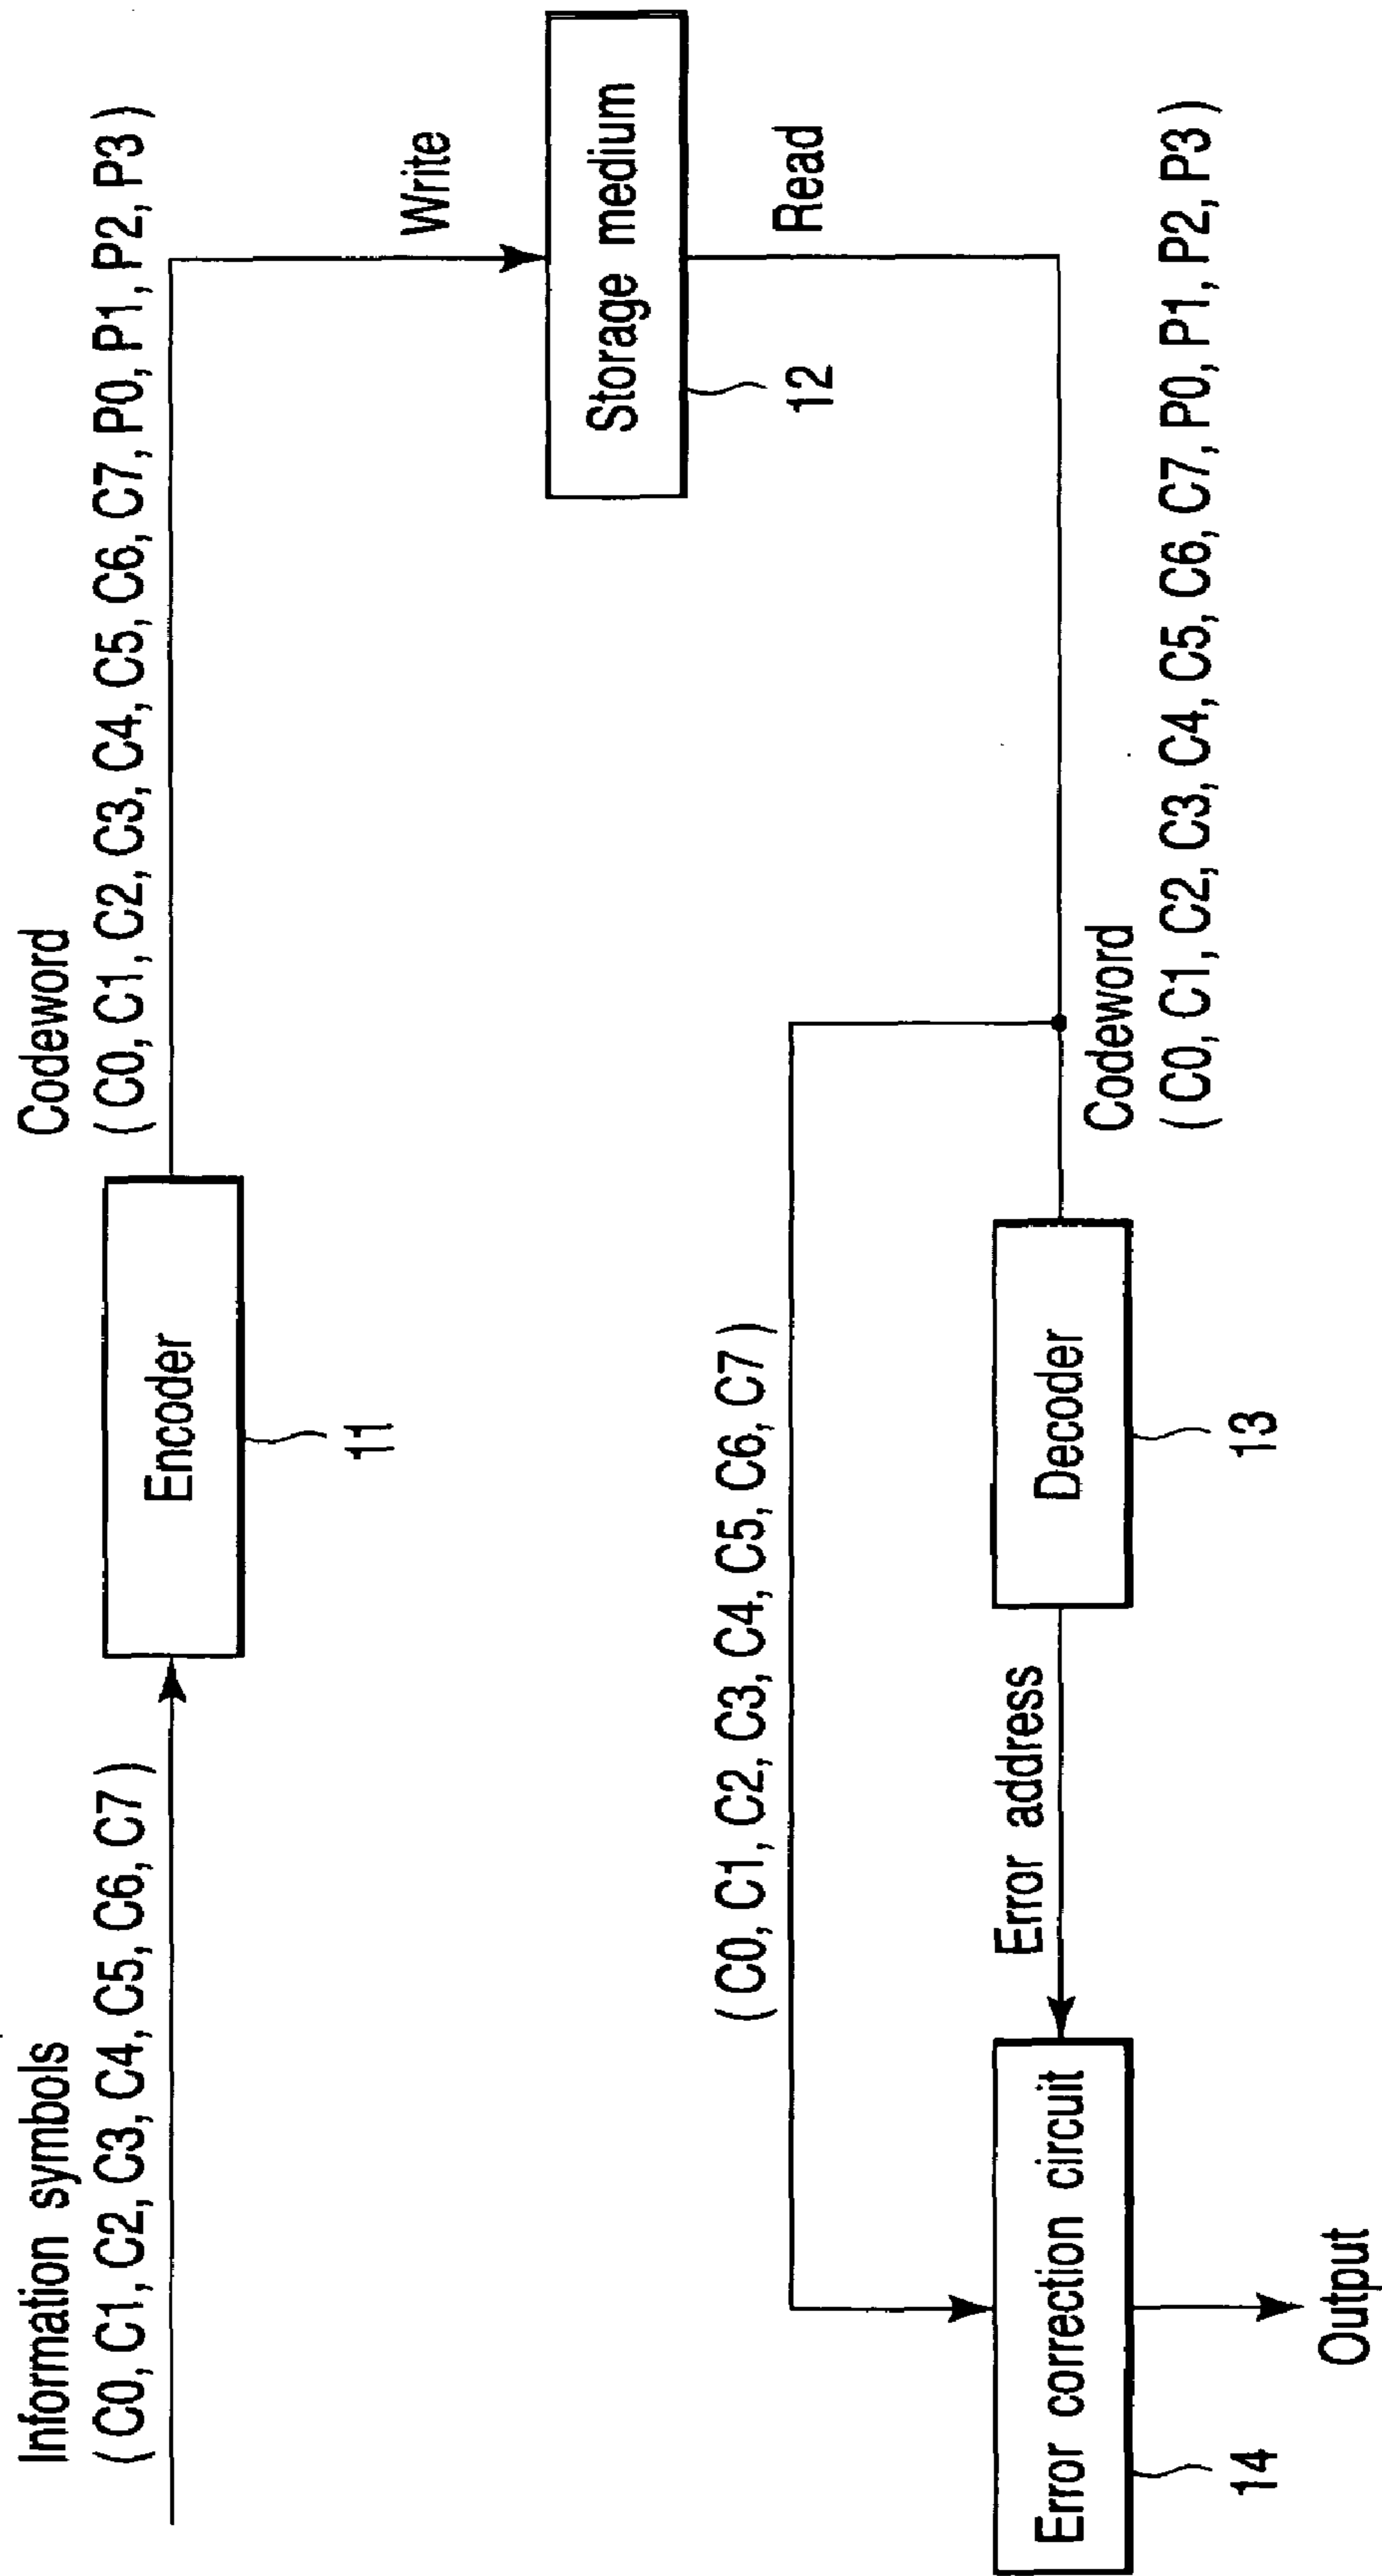 Information symbols
( C0, C1, C2, C3, C4, C5, C6, C7 )
Encoder
11
Codeword
( C0, C1, C2, C3, C4, C5, C6, C7, P0, P1, P2, P3 )
Write
Storage medium
12
Read
( C0, C1, C2, C3, C4, C5, C6, C7 )
Error correction circuit
14
Error address
Decoder
13
Codeword
( C0, C1, C2, C3, C4, C5, C6, C7, P0, P1, P2, P3 )
Output